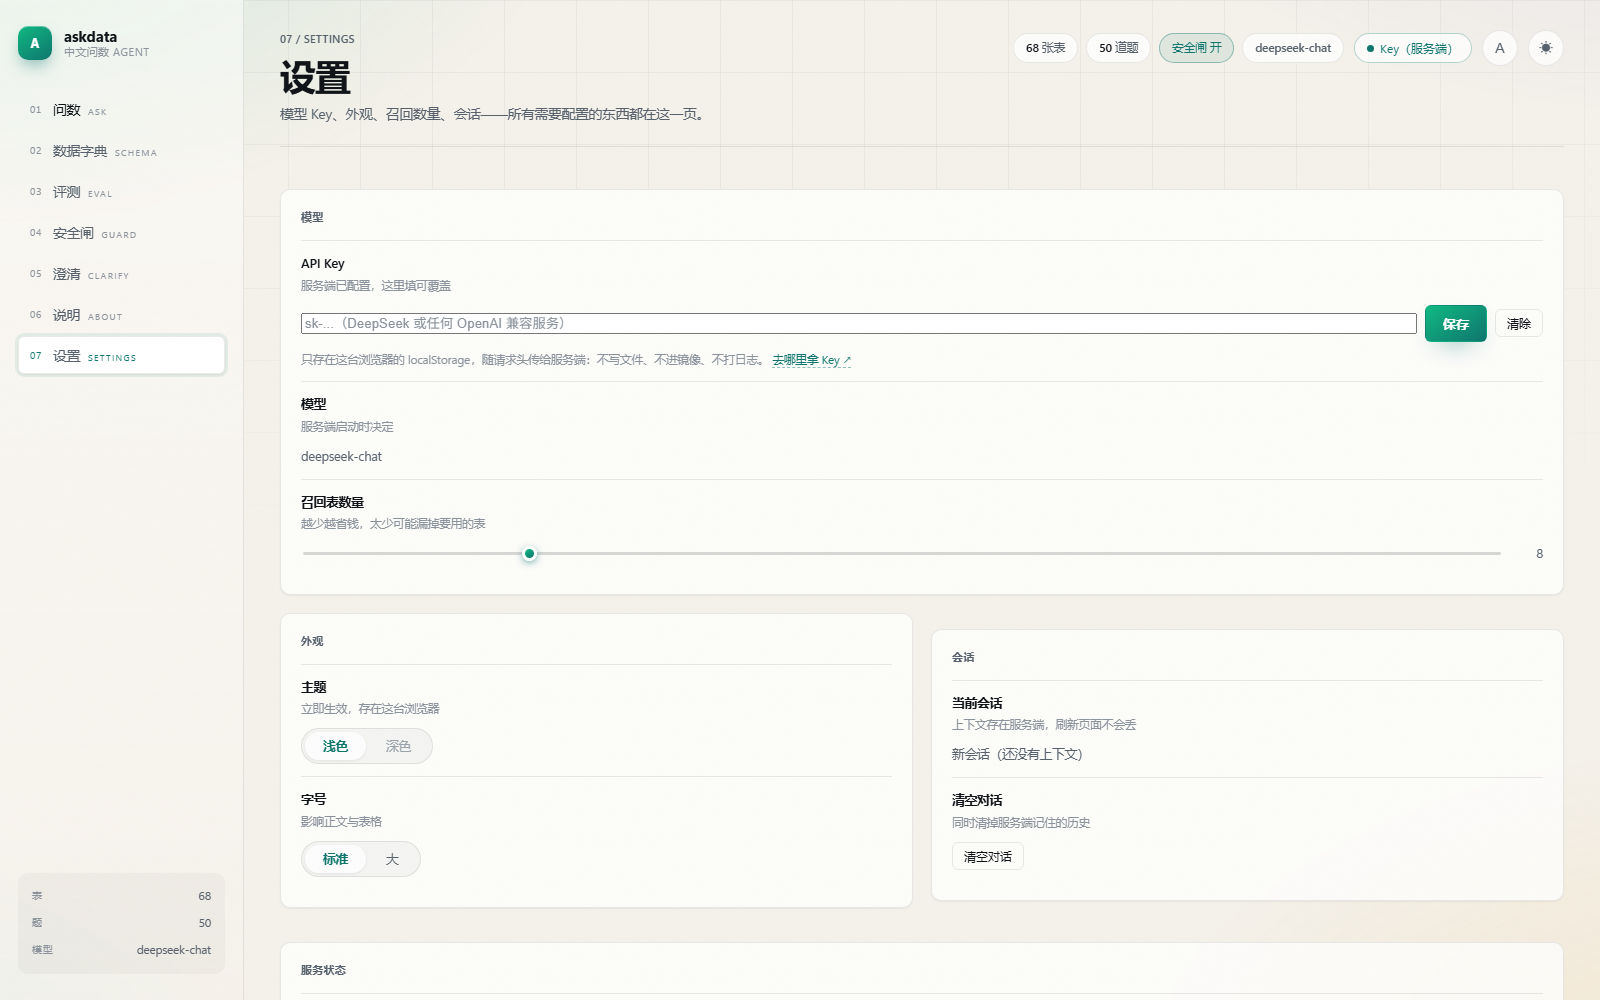 A
askdata
中文问数 AGENT
01 问数 ASK
02 数据字典 SCHEMA
03 评测 EVAL
04 安全闸 GUARD
05 澄清 CLARIFY
06 说明 ABOUT
07 设置 SETTINGS
表 68
题 50
模型 deepseek-chat
07 / SETTINGS
设置
模型 Key、外观、召回数量、会话——所有需要配置的东西都在这一页。
68 张表
50 道题
安全闸 开
deepseek-chat
Key（服务端）
A
模型
API Key
服务端已配置，这里填可覆盖
sk-...（DeepSeek 或任何 OpenAI 兼容服务）
保存
清除
只存在这台浏览器的 localStorage，随请求头传给服务端：不写文件、不进镜像、不打日志。 去哪里拿 Key ↗
模型
服务端启动时决定
deepseek-chat
召回表数量
越少越省钱，太少可能漏掉要用的表
8
外观
主题
立即生效，存在这台浏览器
浅色 深色
字号
影响正文与表格
标准 大
会话
当前会话
上下文存在服务端，刷新页面不会丢
新会话（还没有上下文）
清空对话
同时清掉服务端记住的历史
清空对话
服务状态